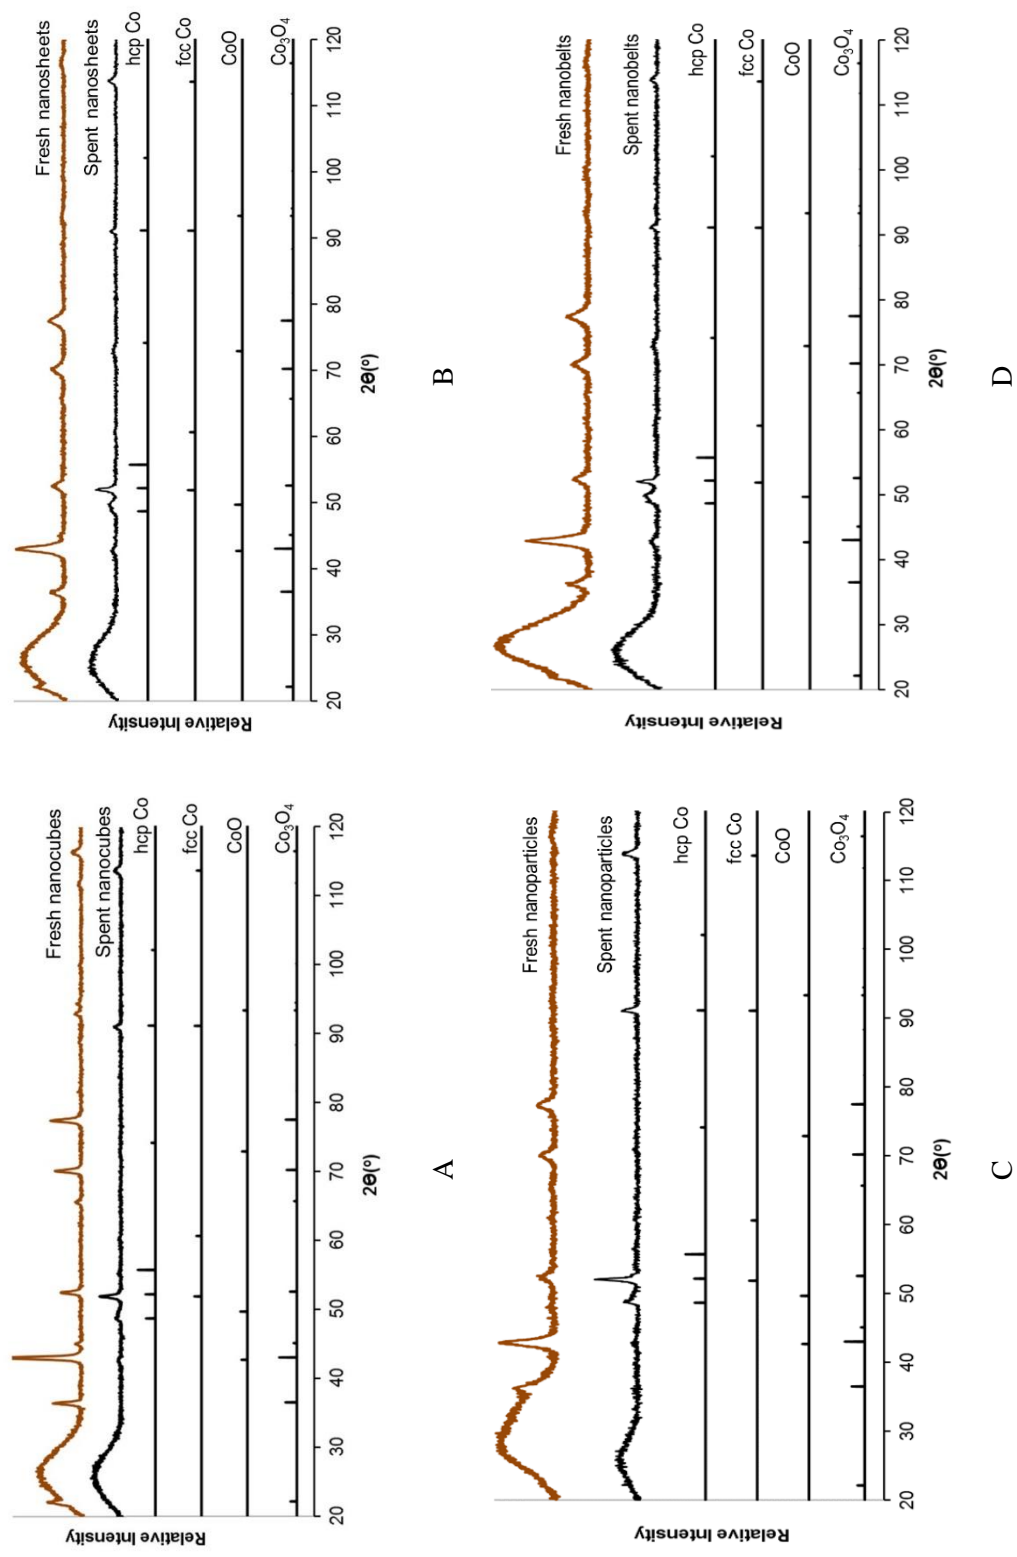 Fresh nanocubes
Spent nanocubes
hcp Co
fcc Co
CoO
Co₃O₄
Relative Intensity
20 30 40 50 60 70 80 90 100 110 120
2Θ(°)
A
Fresh nanosheets
Spent nanosheets
hcp Co
fcc Co
CoO
Co₃O₄
Relative Intensity
20 30 40 50 60 70 80 90 100 110 120
2Θ(°)
B
Fresh nanoparticles
Spent nanoparticles
hcp Co
fcc Co
CoO
Co₃O₄
Relative Intensity
20 30 40 50 60 70 80 90 100 110 120
2Θ(°)
C
Fresh nanobelts
Spent nanobelts
hcp Co
fcc Co
CoO
Co₃O₄
Relative Intensity
20 30 40 50 60 70 80 90 100 110 120
2Θ(°)
D